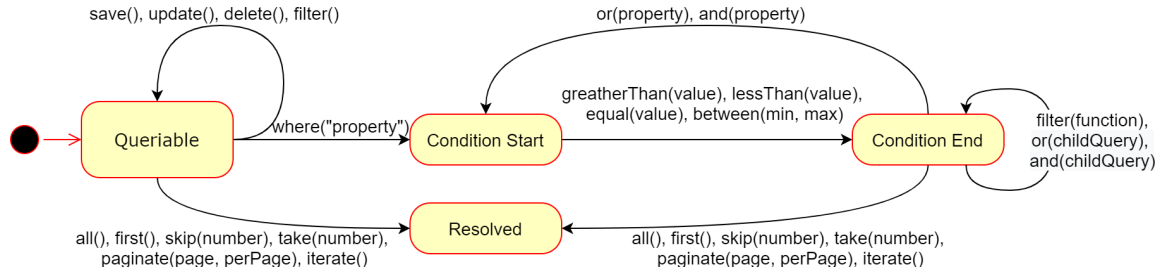 save(), update(), delete(), filter()
or(property), and(property)
greatherThan(value), lessThan(value),
equal(value), between(min, max)
where("property")
Queriable
Condition Start
Condition End
filter(function),
or(childQuery),
and(childQuery)
Resolved
all(), first(), skip(number), take(number),
paginate(page, perPage), iterate()
all(), first(), skip(number), take(number),
paginate(page, perPage), iterate()